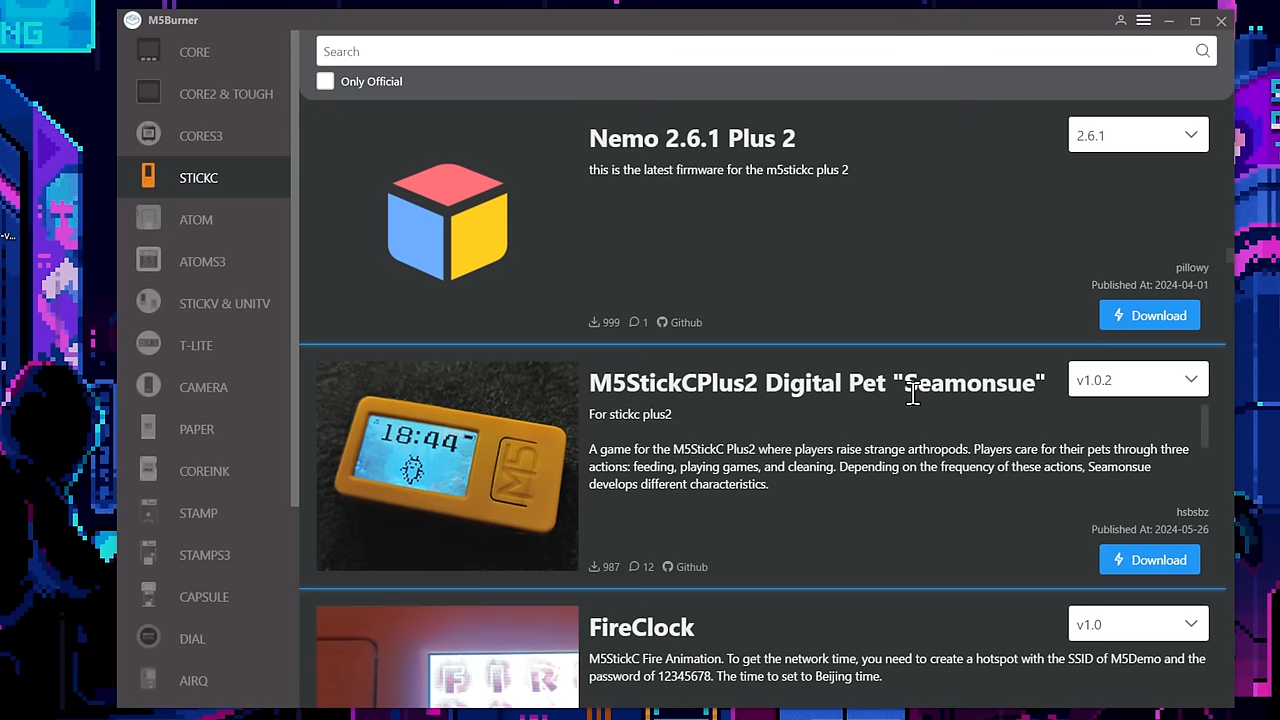 NG
-v...
M5Burner
CORE
CORE2 & TOUGH
CORES3
STICKC
ATOM
ATOMS3
STICKV & UNITV
T-LITE
CAMERA
PAPER
COREINK
STAMP
STAMPS3
CAPSULE
DIAL
AIRQ
Search
Only Official
Nemo 2.6.1 Plus 2
2.6.1
this is the latest firmware for the m5stickc plus 2
pillowy
Published At: 2024-04-01
999 1 Github
Download
18:44
M5
M5StickCPlus2 Digital Pet "Seamonsue"
v1.0.2
For stickc plus2
A game for the M5StickC Plus2 where players raise strange arthropods. Players care for their pets through three
actions: feeding, playing games, and cleaning. Depending on the frequency of these actions, Seamonsue
develops different characteristics.
hsbsbz
Published At: 2024-05-26
987 12 Github
Download
FIR
FireClock
v1.0
M5StickC Fire Animation. To get the network time, you need to create a hotspot with the SSID of M5Demo and the
password of 12345678. The time to set to Beijing time.